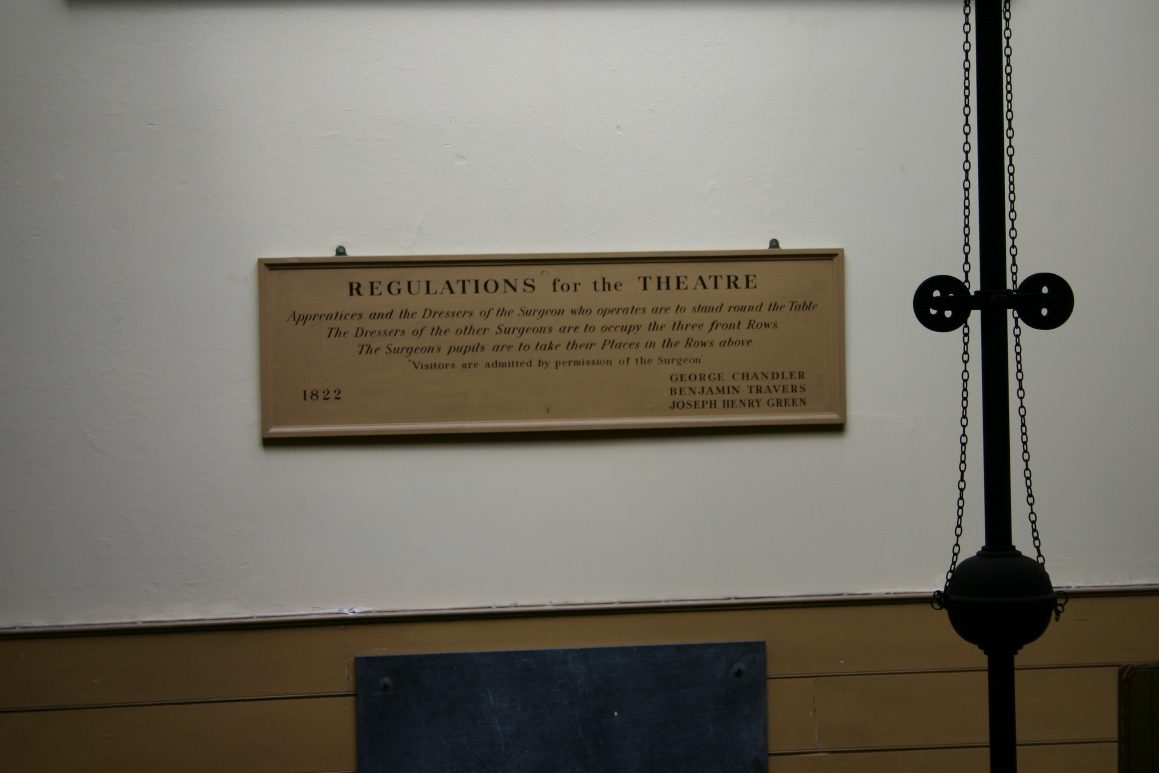 REGULATIONS for the THEATRE
Apprentices and the Dressers of the Surgeon who operates are to stand round the Table
The Dressers of the other Surgeons are to occupy the three front Rows.
The Surgeon's pupils are to take their Places in the Rows above.
"Visitors are admitted by permission of the Surgeon"
1822
GEORGE CHANDLER
BENJAMIN TRAVERS
JOSEPH HENRY GREEN